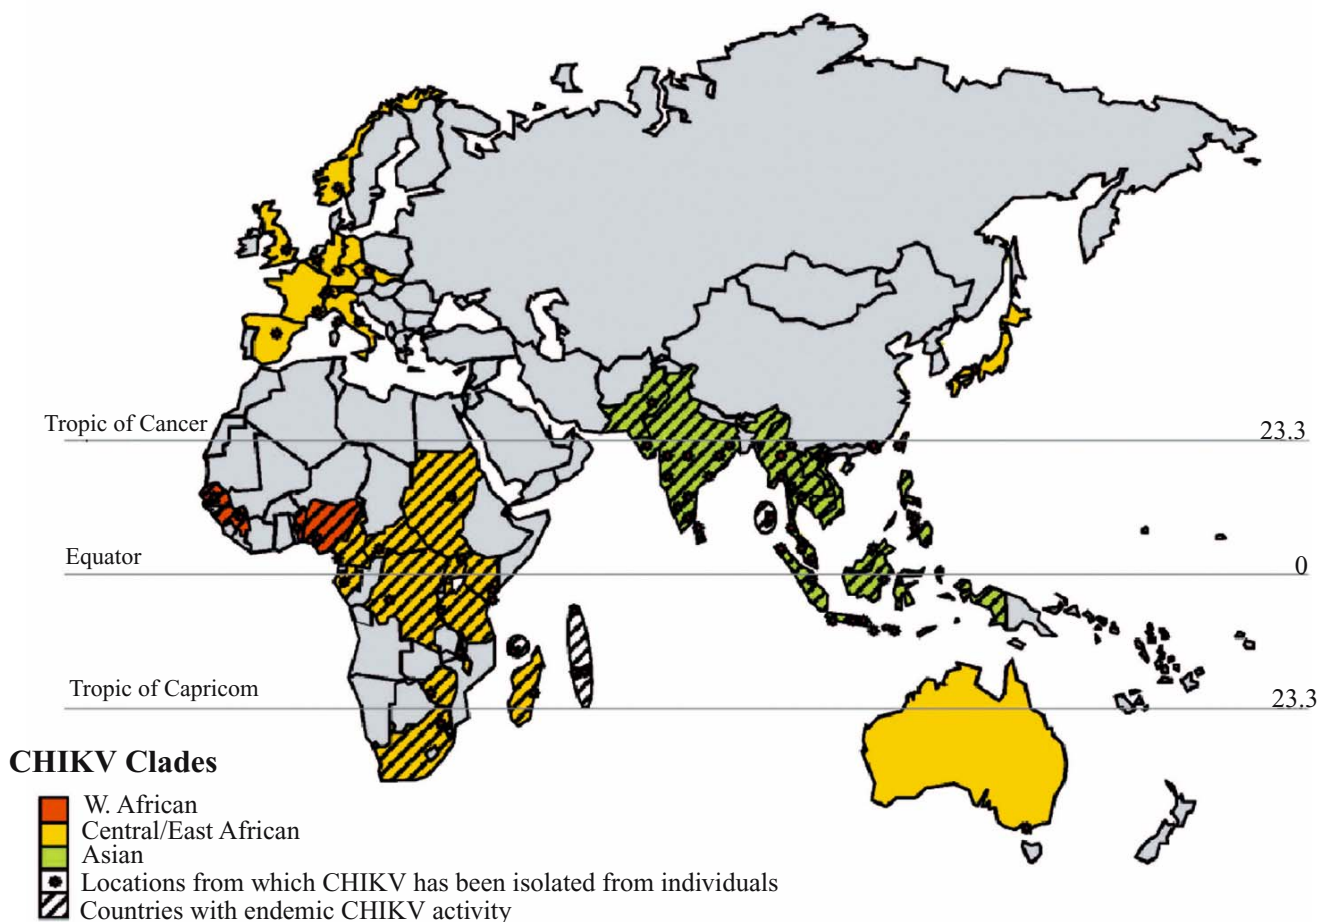 Tropic of Cancer
23.3
Equator
0
Tropic of Capricom
23.3
CHIKV Clades
W. African
Central/East African
Asian
Locations from which CHIKV has been isolated from individuals
Countries with endemic CHIKV activity